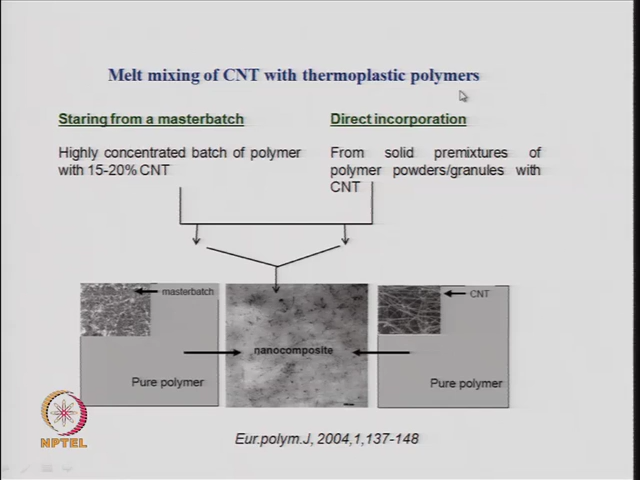 Melt mixing of CNT with thermoplastic polymers
Staring from a masterbatch
Highly concentrated batch of polymer
with 15-20% CNT
Direct incorporation
From solid premixtures of
polymer powders/granules with
CNT
masterbatch
Pure polymer
nanocomposite
CNT
Pure polymer
Eur.polym.J, 2004,1,137-148
NPTEL